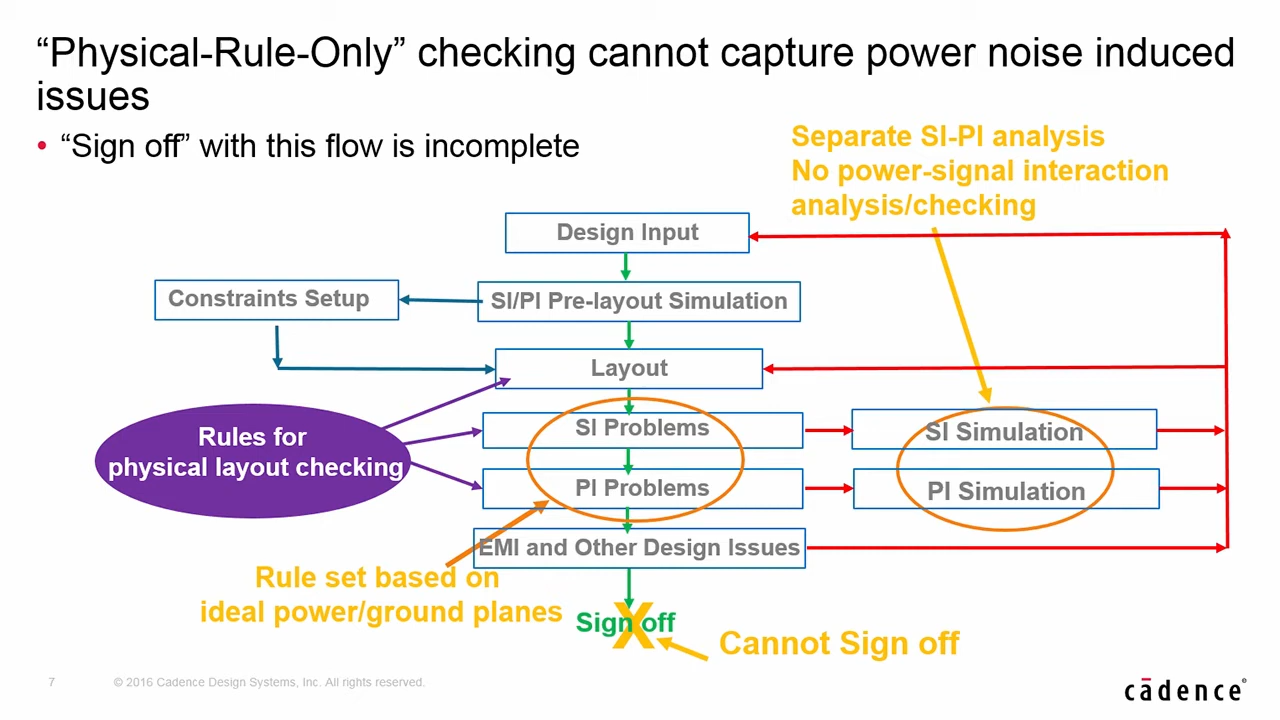 “Physical-Rule-Only” checking cannot capture power noise induced
issues
• “Sign off” with this flow is incomplete
Separate SI-PI analysis
No power-signal interaction
analysis/checking
Design Input
Constraints Setup
SI/PI Pre-layout Simulation
Layout
Rules for
physical layout checking
SI Problems
SI Simulation
PI Problems
PI Simulation
EMI and Other Design Issues
Rule set based on
ideal power/ground planes
Sign off
X
Cannot Sign off
7
© 2016 Cadence Design Systems, Inc. All rights reserved.
cādence